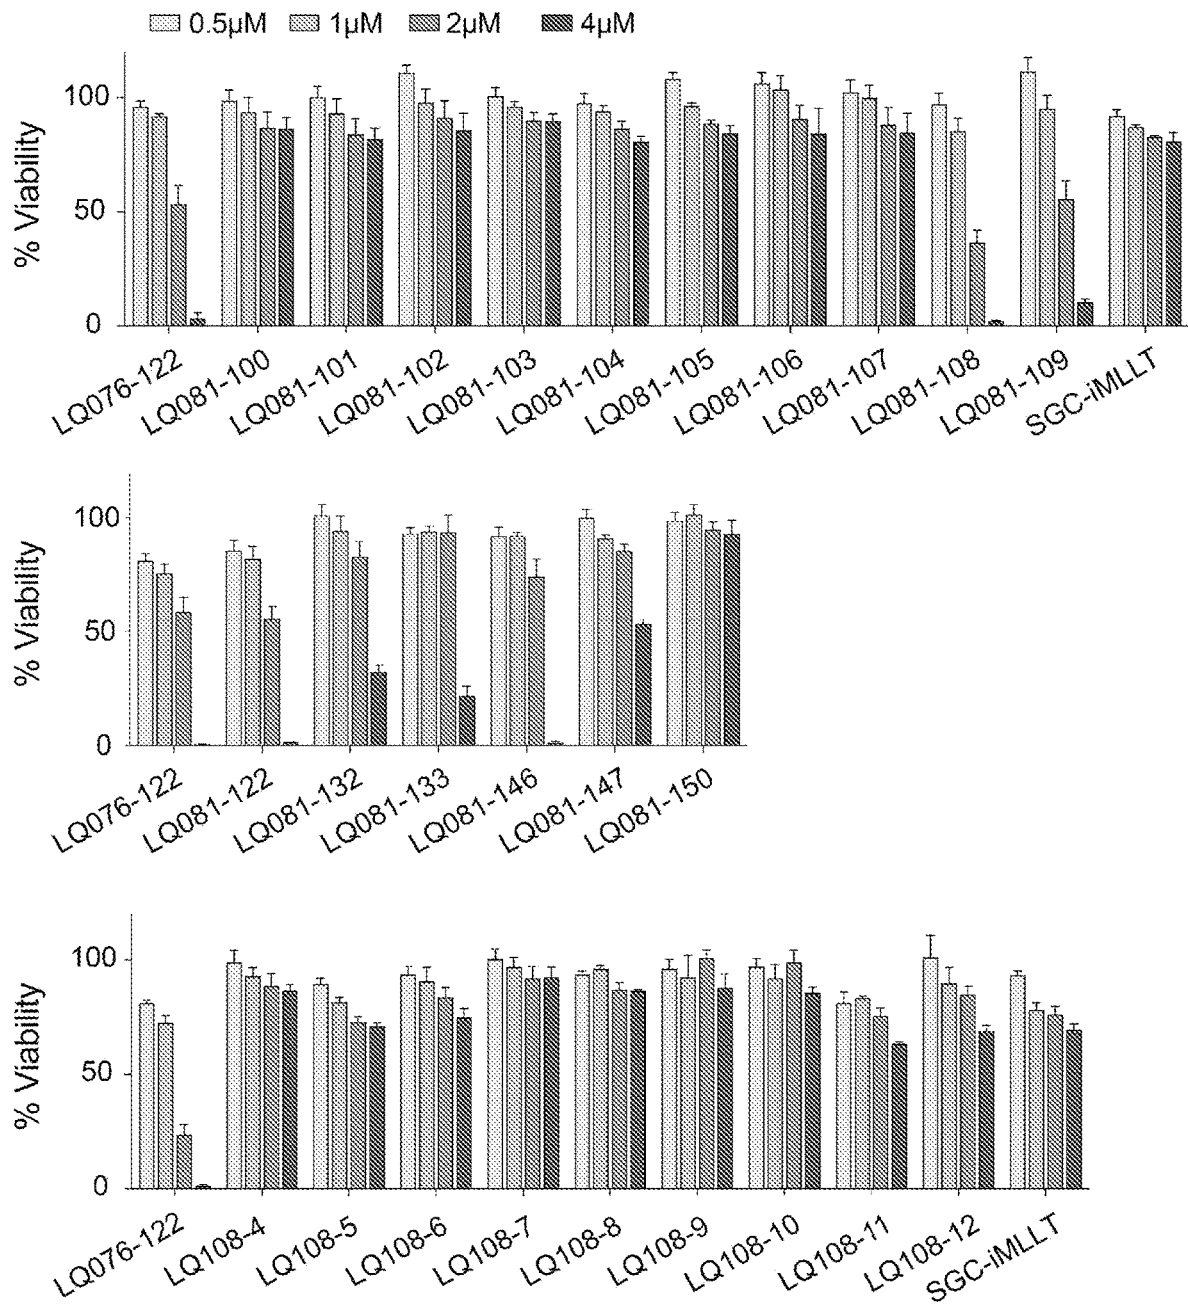 0.5µM 1µM 2µM 4µM
% Viability
100
50
0
LQ076-122 LQ081-100 LQ081-101 LQ081-102 LQ081-103 LQ081-104 LQ081-105 LQ081-106 LQ081-107 LQ081-108 LQ081-109 SGC-iMLLT
% Viability
100
50
0
LQ076-122 LQ081-122 LQ081-132 LQ081-133 LQ081-146 LQ081-147 LQ081-150
% Viability
100
50
0
LQ076-122 LQ108-4 LQ108-5 LQ108-6 LQ108-7 LQ108-8 LQ108-9 LQ108-10 LQ108-11 LQ108-12 SGC-iMLLT